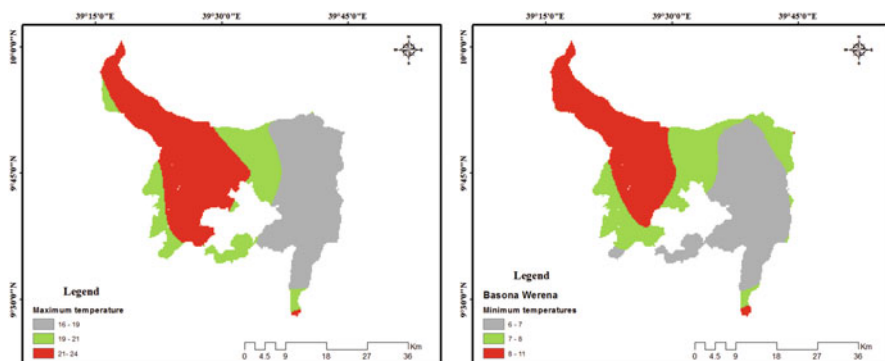 39°15'0"E 39°30'0"E 39°45'0"E
10°0'0"N
9°45'0"N
9°30'0"N
Legend
Maximum temperature
16 - 19
19 - 21
21 - 24
Km
0 4.5 9 18 27 36
39°15'0"E 39°30'0"E 39°45'0"E
10°0'0"N
9°45'0"N
9°30'0"N
Legend
Basona Werena
Minimum temperatures
6 - 7
7 - 8
8 - 11
Km
0 4.5 9 18 27 36